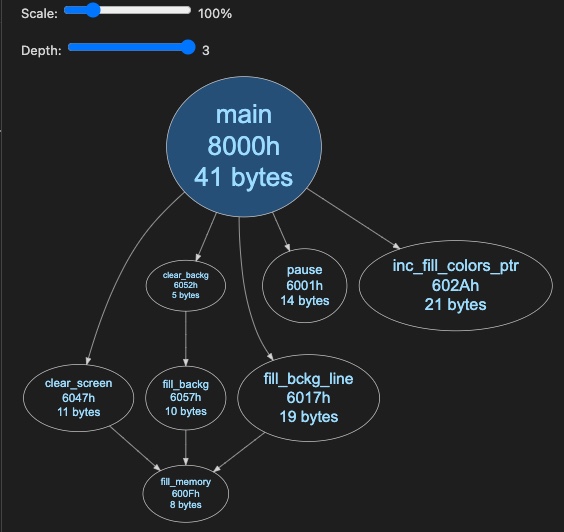 Scale: 100%
Depth: 3
main
8000h
41 bytes
clear_backg
6052h
5 bytes
pause
6001h
14 bytes
inc_fill_colors_ptr
602Ah
21 bytes
clear_screen
6047h
11 bytes
fill_backg
6057h
10 bytes
fill_bckg_line
6017h
19 bytes
fill_memory
600Fh
8 bytes